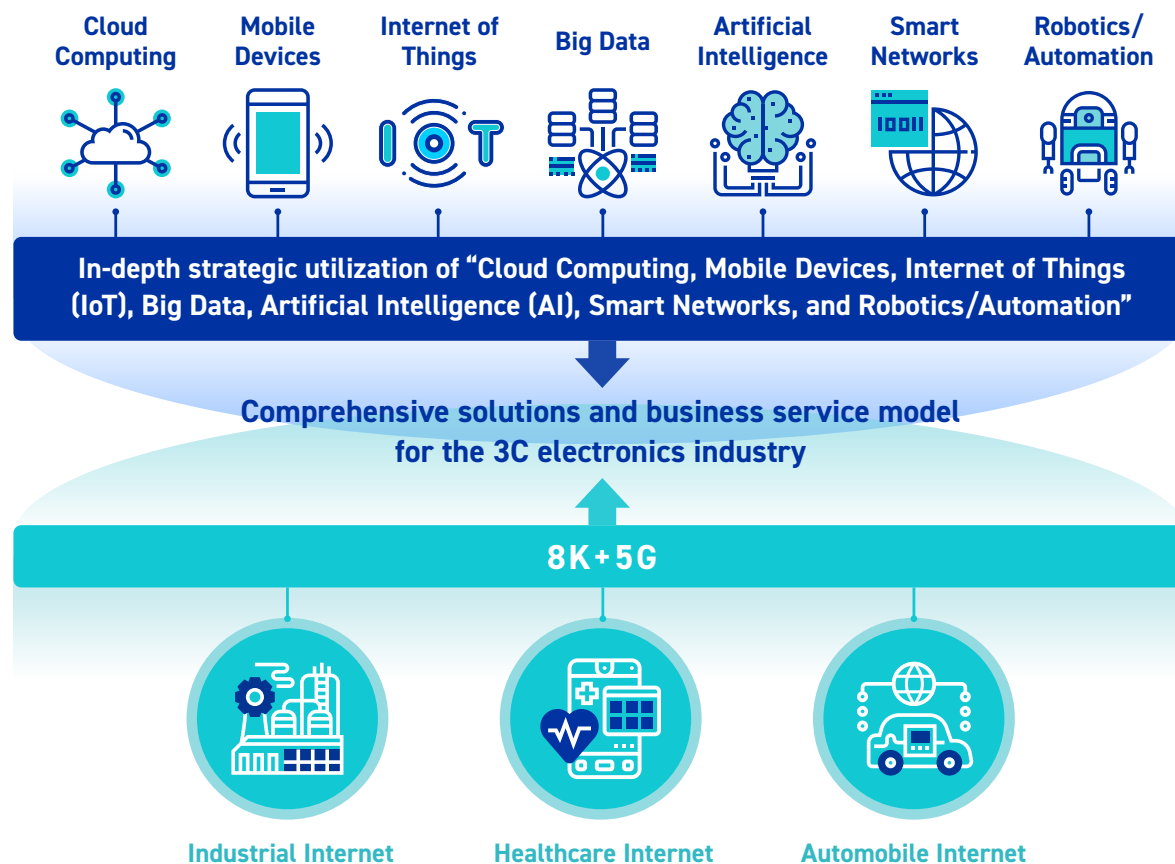 Cloud
Computing
Mobile
Devices
Internet of
Things
Big Data
Artificial
Intelligence
Smart
Networks
Robotics/
Automation
IOT
10011
In-depth strategic utilization of “Cloud Computing, Mobile Devices, Internet of Things
(IoT), Big Data, Artificial Intelligence (AI), Smart Networks, and Robotics/Automation”
Comprehensive solutions and business service model
for the 3C electronics industry
8K+5G
Industrial Internet
Healthcare Internet
Automobile Internet